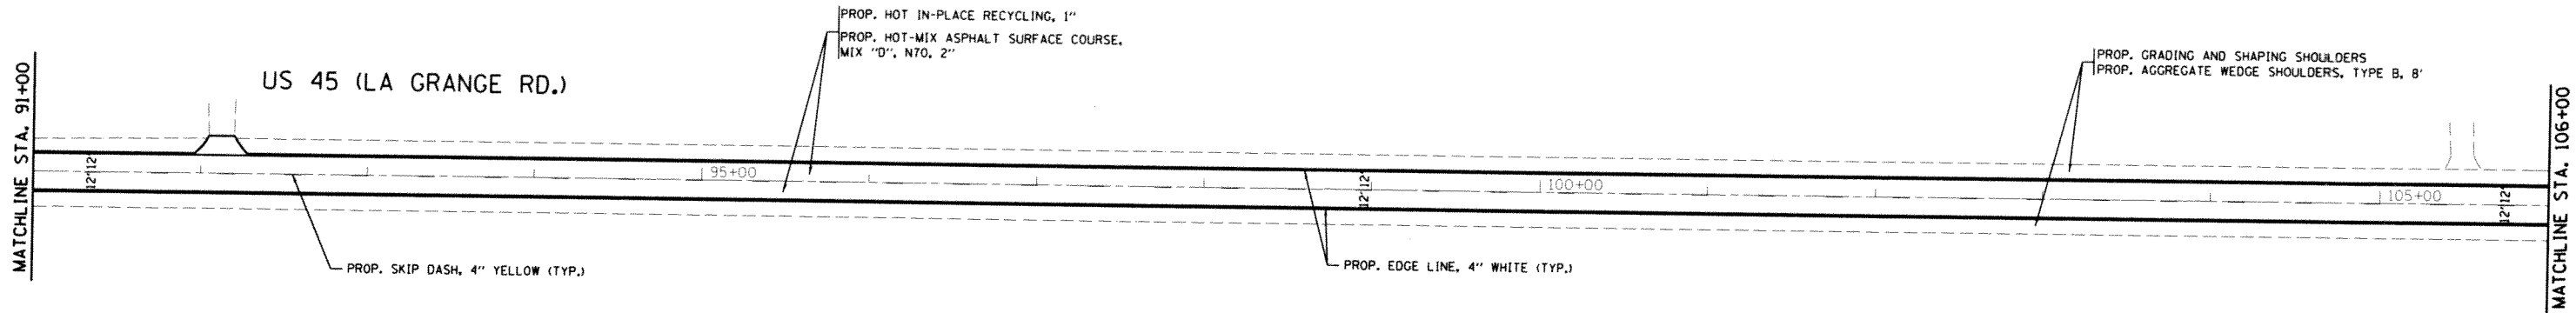 PROP. HOT IN-PLACE RECYCLING, 1"
PROP. HOT-MIX ASPHALT SURFACE COURSE,
MIX "D", N70, 2"
PROP. GRADING AND SHAPING SHOULDERS
PROP. AGGREGATE WEDGE SHOULDERS, TYPE B, 8'
US 45 (LA GRANGE RD.)
MATCHLINE STA. 91+00
12' 12'
95+00
12' 12'
100+00
105+00
12' 12'
MATCHLINE STA. 106+00
PROP. SKIP DASH, 4" YELLOW (TYP.)
PROP. EDGE LINE, 4" WHITE (TYP.)